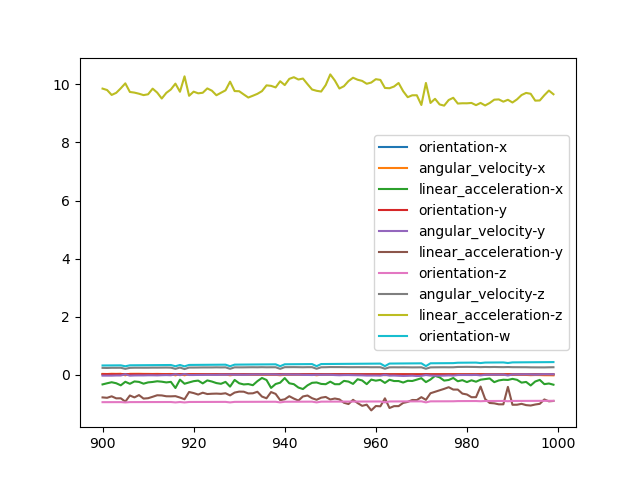 10
8
6
4
2
0
900
920
940
960
980
1000
orientation-x
angular_velocity-x
linear_acceleration-x
orientation-y
angular_velocity-y
linear_acceleration-y
orientation-z
angular_velocity-z
linear_acceleration-z
orientation-w